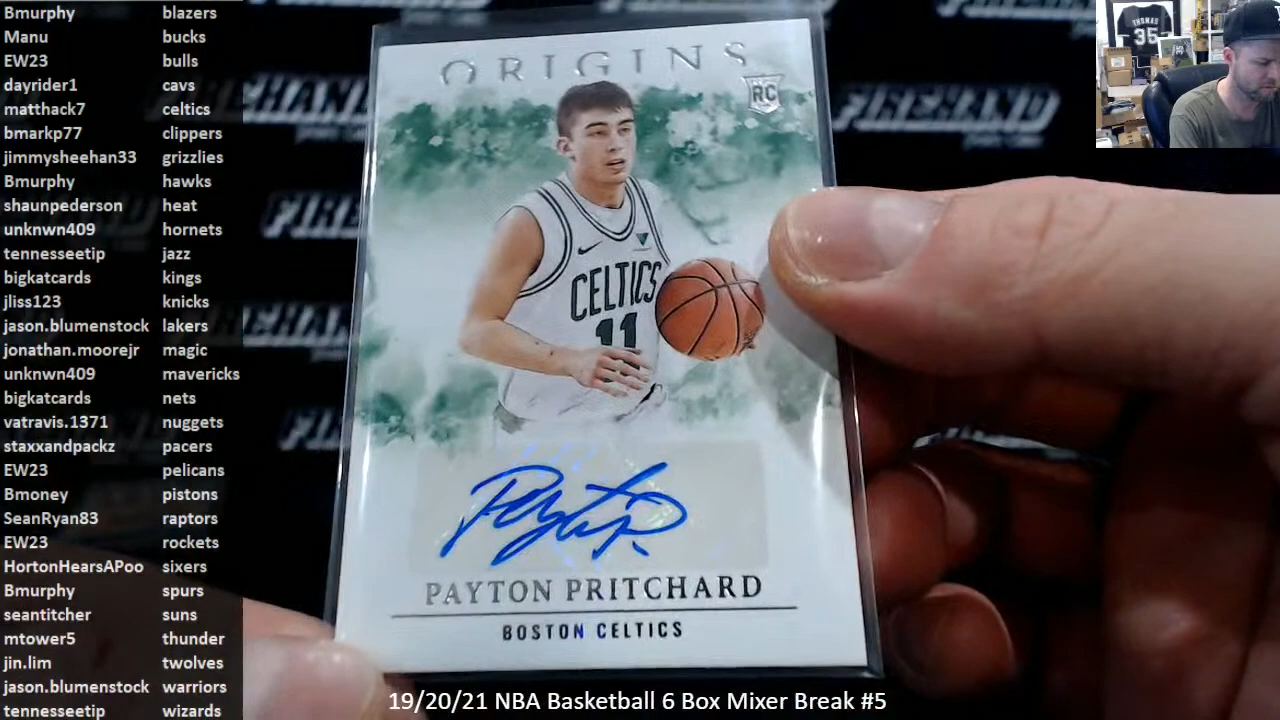 Bmurphy blazers
Manu bucks
EW23 bulls
dayrider1 cavs
matthack7 celtics
bmarkp77 clippers
jimmysheehan33 grizzlies
Bmurphy hawks
shaunpederson heat
unknwn409 hornets
tennesseetip jazz
bigkatcards kings
jliss123 knicks
jason.blumenstock lakers
jonathan.moorejr magic
unknwn409 mavericks
bigkatcards nets
vatravis.1371 nuggets
staxxandpackz pacers
EW23 pelicans
Bmoney pistons
SeanRyan83 raptors
EW23 rockets
HortonHearsAPoo sixers
Bmurphy spurs
seantitcher suns
mtower5 thunder
jin.lim twolves
jason.blumenstock warriors
tennesseetip wizards
ORIGINS
RC
CELTICS
11
PAYTON PRITCHARD
BOSTON CELTICS
THOMAS
35
FIREHAND
19/20/21 NBA Basketball 6 Box Mixer Break #5